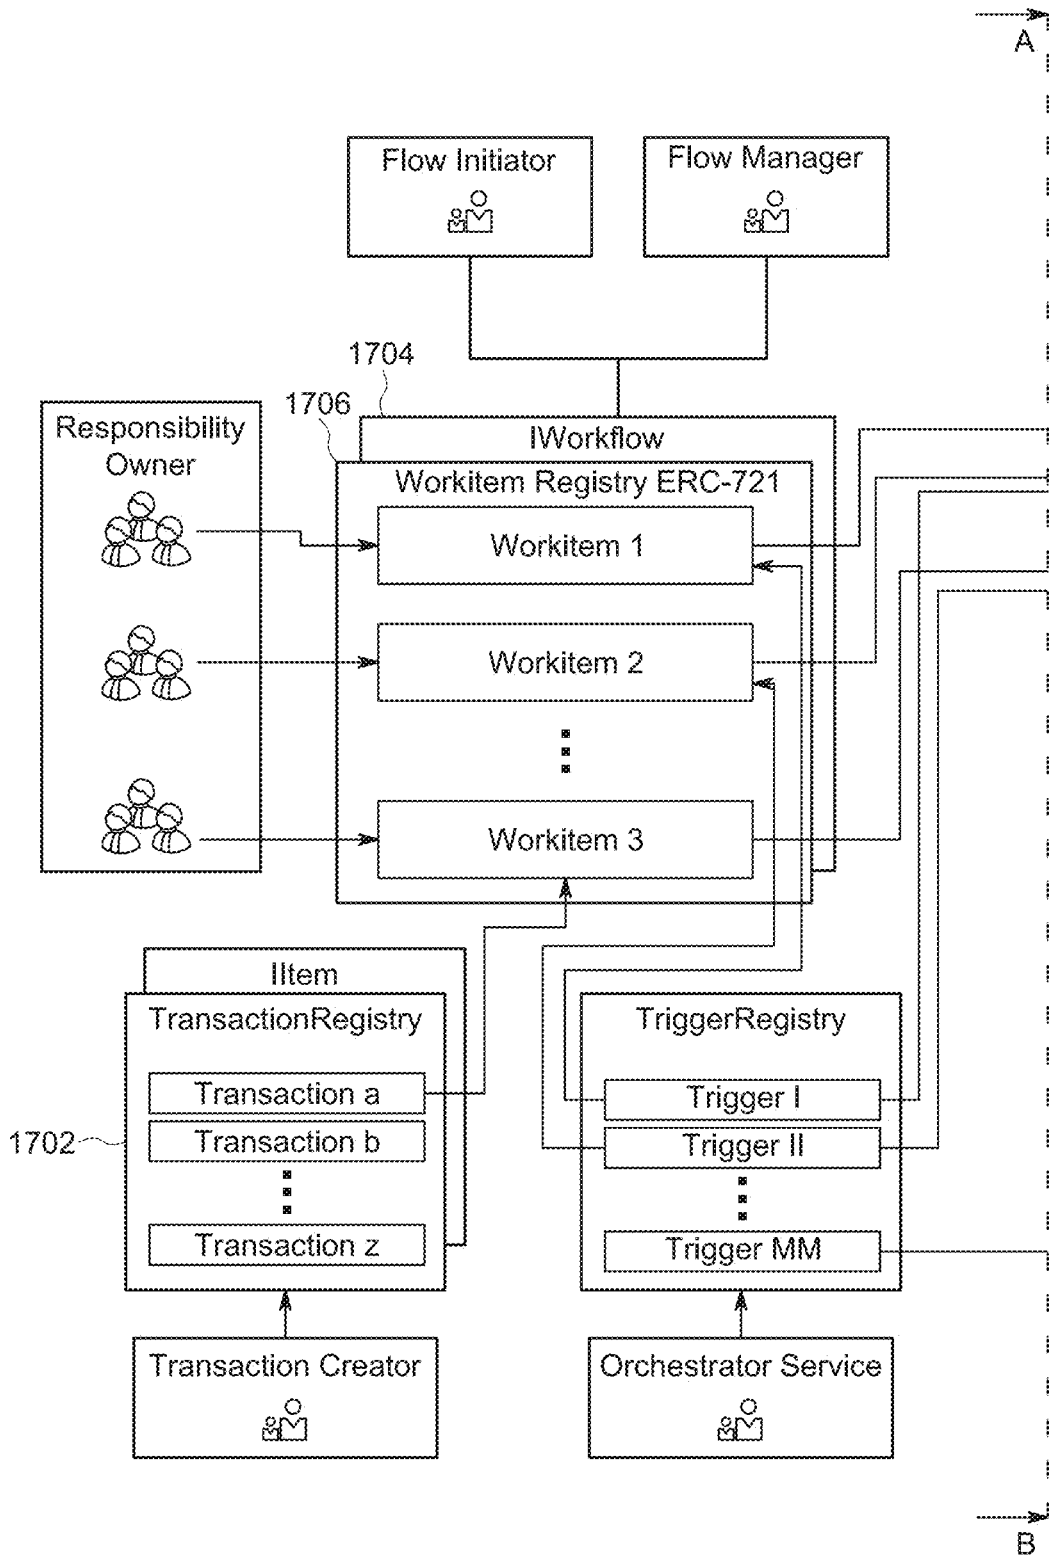 A
Flow Initiator
Flow Manager
1704
1706
Responsibility
Owner
IWorkflow
Workitem Registry ERC-721
Workitem 1
Workitem 2
Workitem 3
IItem
TransactionRegistry
TriggerRegistry
Transaction a
Trigger I
1702
Transaction b
Trigger II
Transaction z
Trigger MM
Transaction Creator
Orchestrator Service
B